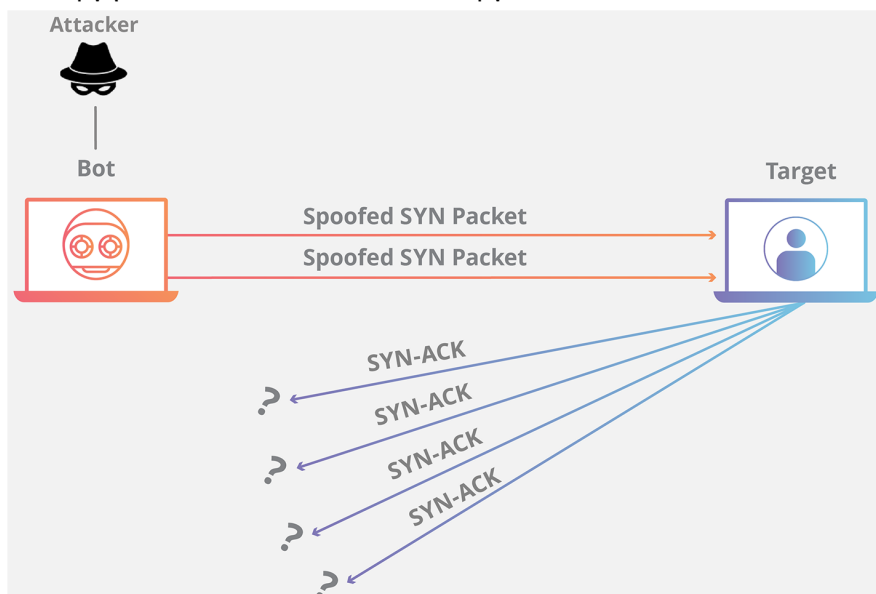 Attacker
Bot
Target
Spoofed SYN Packet
Spoofed SYN Packet
SYN-ACK
?
SYN-ACK
?
SYN-ACK
?
SYN-ACK
?